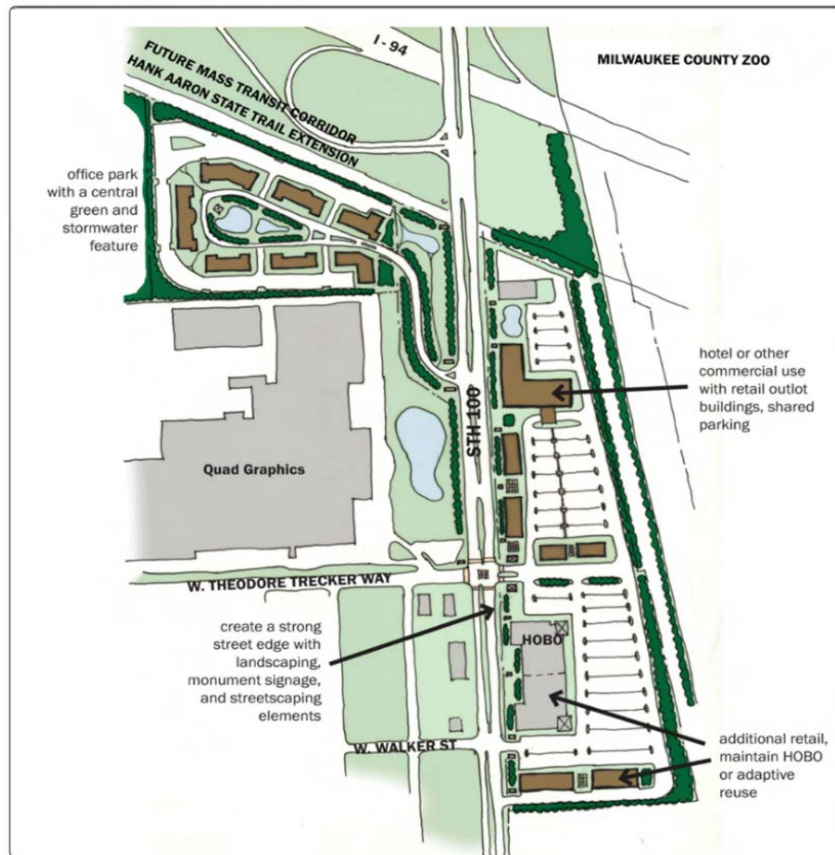 I - 94
MILWAUKEE COUNTY ZOO
FUTURE MASS TRANSIT CORRIDOR
HANK AARON STATE TRAIL EXTENSION
office park
with a central
green and
stormwater
feature
hotel or other
commercial use
with retail outlot
buildings, shared
parking
STH 100
Quad Graphics
W. THEODORE TRECKER WAY
create a strong
street edge with
landscaping,
monument signage,
and streetscaping
elements
HOBO
W. WALKER ST
additional retail,
maintain HOBO
or adaptive
reuse